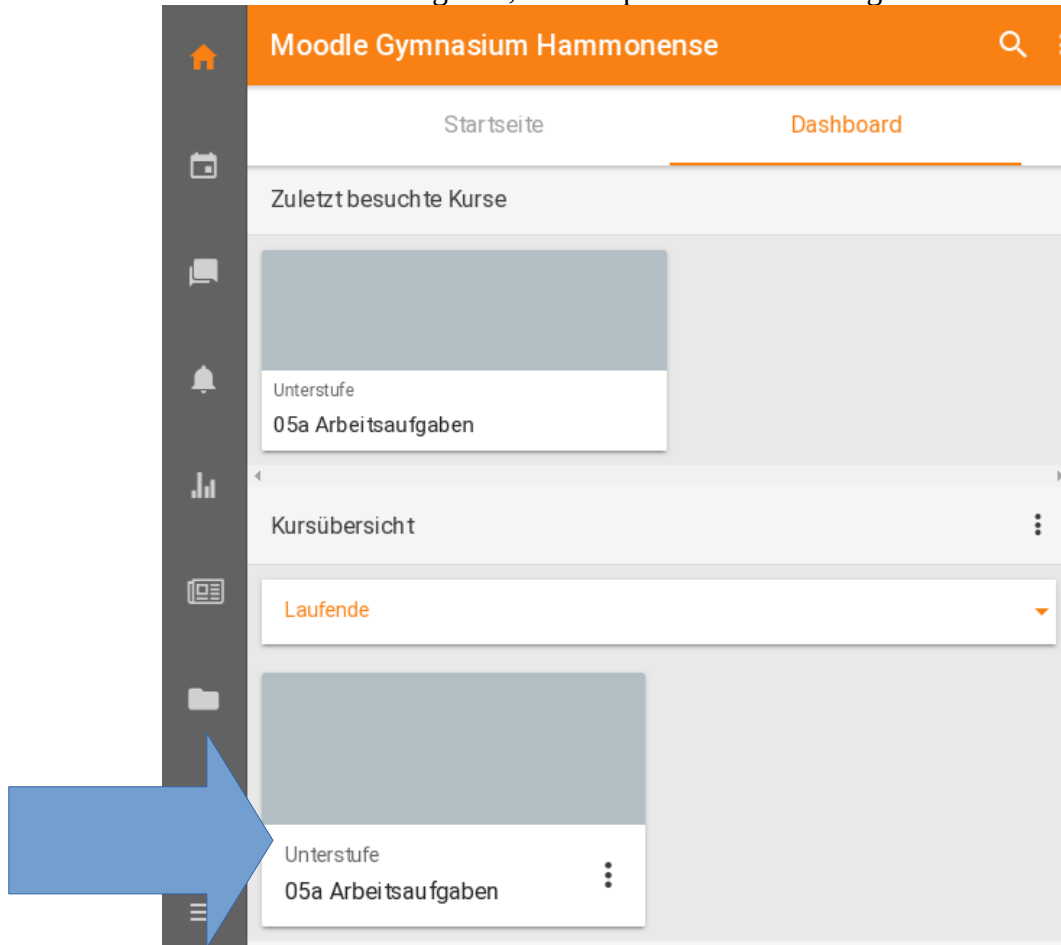 Moodle Gymnasium Hammonense
Startseite
Dashboard
Zuletzt besuchte Kurse
Unterstufe
05a Arbeitsaufgaben
Kursübersicht
Laufende
Unterstufe
05a Arbeitsaufgaben